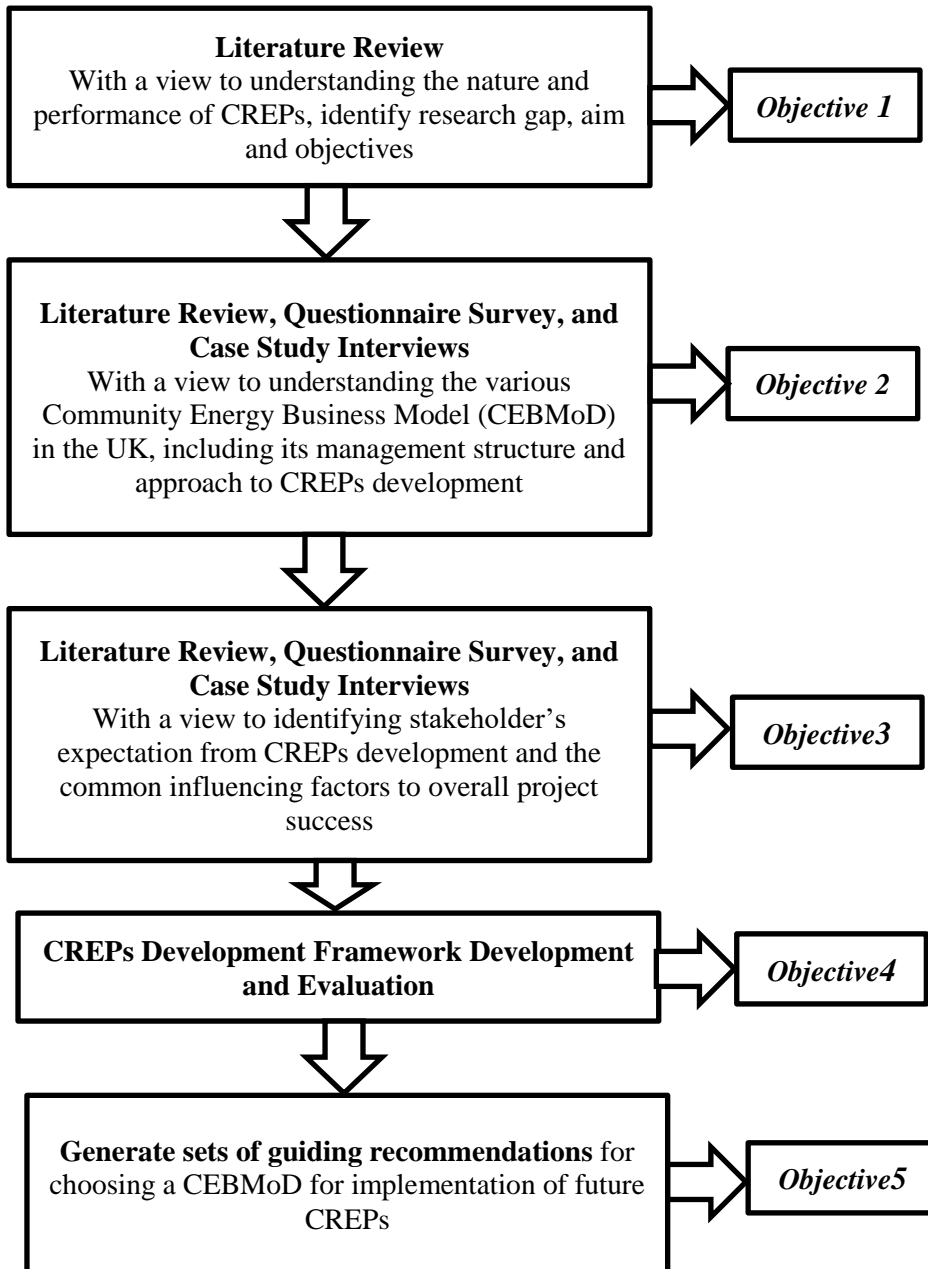 Literature Review
With a view to understanding the nature and
performance of CREPs, identify research gap, aim
and objectives
Objective 1
Literature Review, Questionnaire Survey, and
Case Study Interviews
With a view to understanding the various
Community Energy Business Model (CEBMoD)
in the UK, including its management structure and
approach to CREPs development
Objective 2
Literature Review, Questionnaire Survey, and
Case Study Interviews
With a view to identifying stakeholder’s
expectation from CREPs development and the
common influencing factors to overall project
success
Objective3
CREPs Development Framework Development
and Evaluation
Objective4
Generate sets of guiding recommendations for
choosing a CEBMoD for implementation of future
CREPs
Objective5